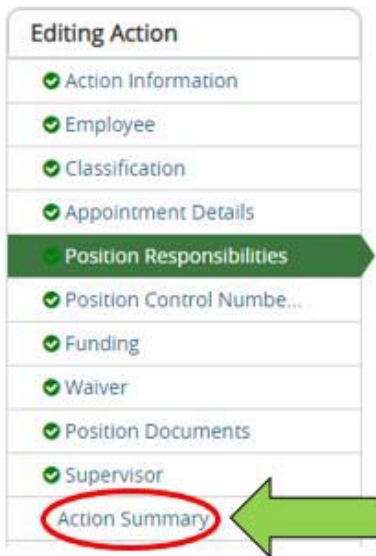 Editing Action
Action Information
Employee
Classification
Appointment Details
Position Responsibilities
Position Control Numbe...
Funding
Waiver
Position Documents
Supervisor
Action Summary